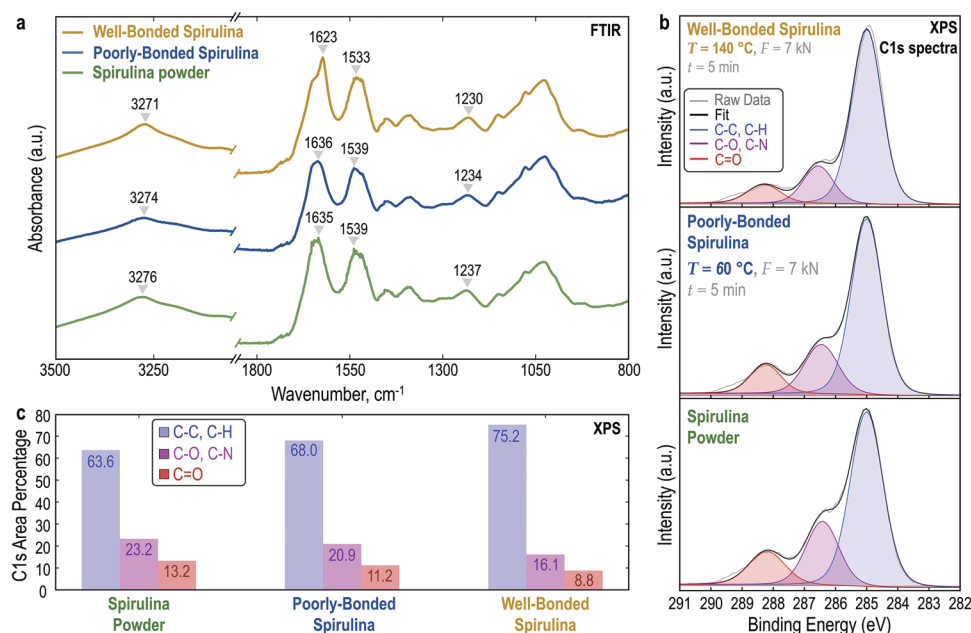 a
FTIR
Well-Bonded Spirulina
Poorly-Bonded Spirulina
Spirulina powder
3271
1623
1533
1230
3274
1636
1539
1234
3276
1635
1539
1237
Absorbance (a.u.)
3500
3250
1800
1550
1300
1050
800
Wavenumber, cm⁻¹
b
Well-Bonded Spirulina
XPS
T = 140 °C, F = 7 kN
C1s spectra
t = 5 min
Raw Data
Fit
C-C, C-H
C-O, C-N
C=O
Intensity (a.u.)
Poorly-Bonded
Spirulina
T = 60 °C, F = 7 kN
t = 5 min
Intensity (a.u.)
Spirulina
Powder
Intensity (a.u.)
291 290 289 288 287 286 285 284 283 282
Binding Energy (eV)
c
XPS
C-C, C-H
C-O, C-N
C=O
C1s Area Percentage
80
70
60
50
40
30
20
10
0
63.6
23.2
13.2
68.0
20.9
11.2
75.2
16.1
8.8
Spirulina
Powder
Poorly-Bonded
Spirulina
Well-Bonded
Spirulina